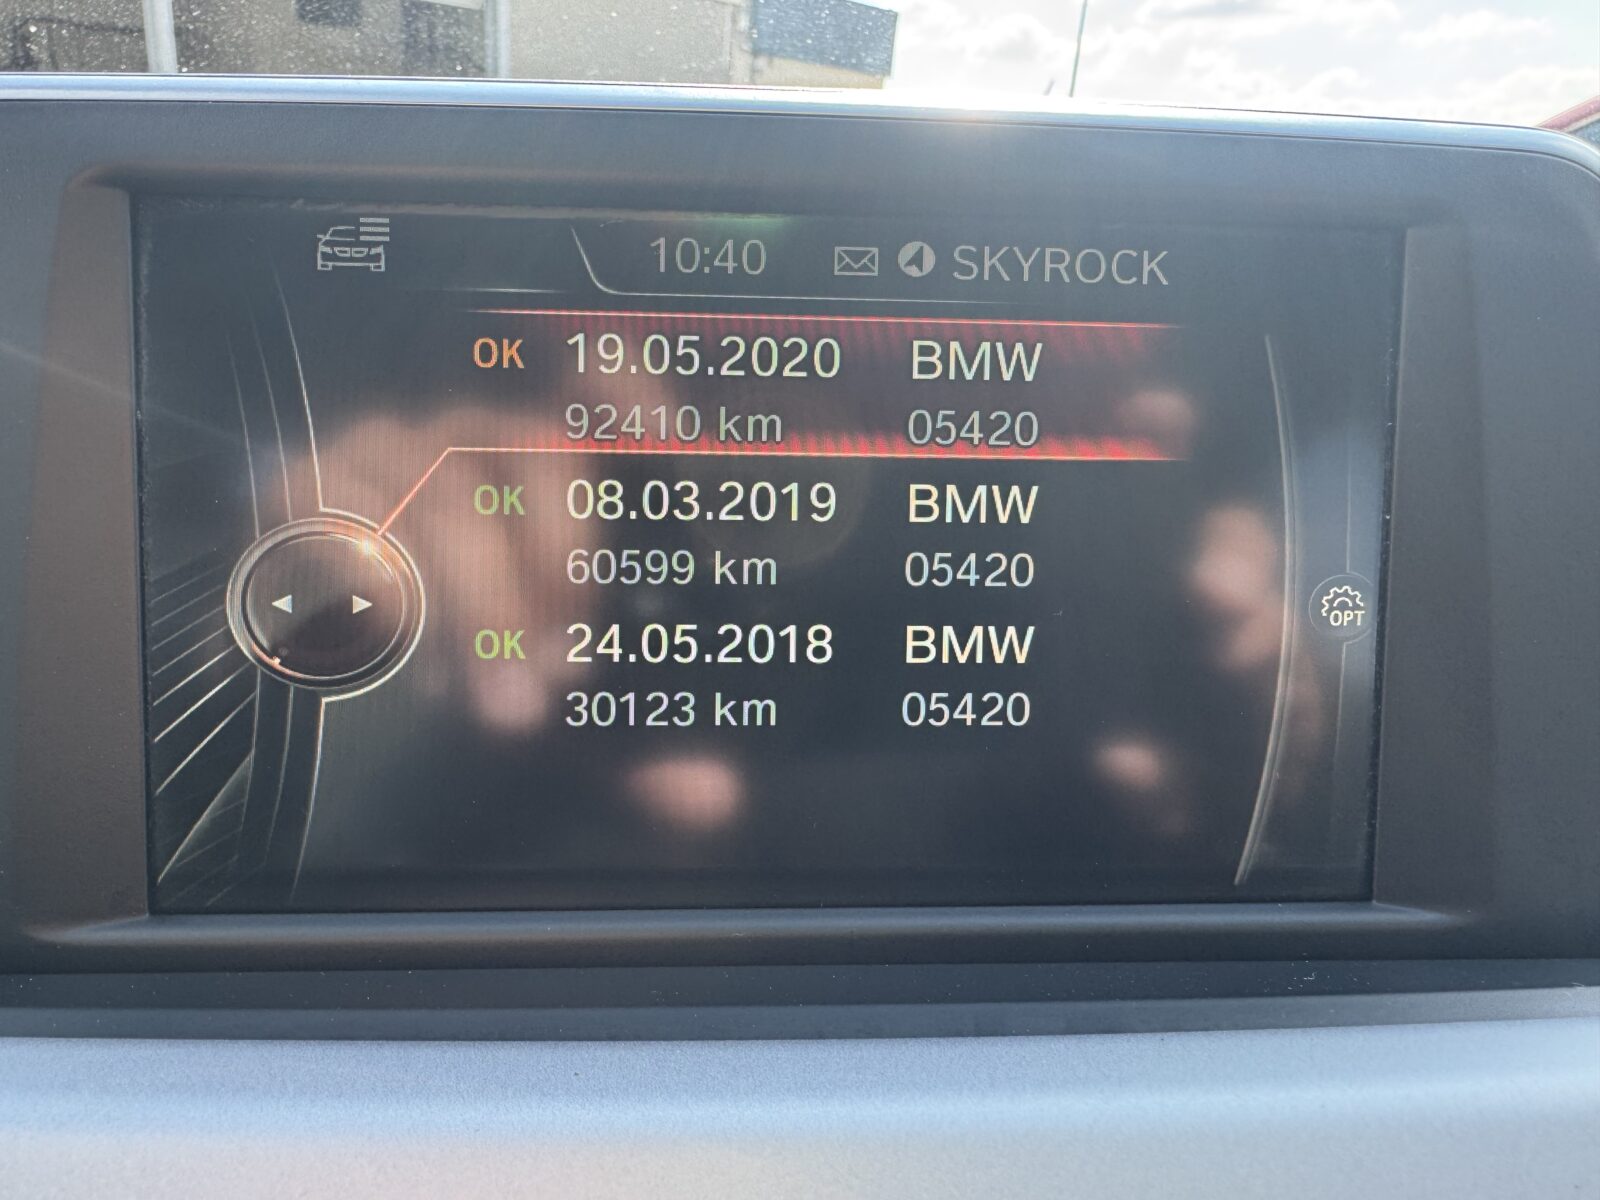 10:40 SKYROCK
OK 19.05.2020 BMW
92410 km 05420
OK 08.03.2019 BMW
60599 km 05420
OPT
OK 24.05.2018 BMW
30123 km 05420